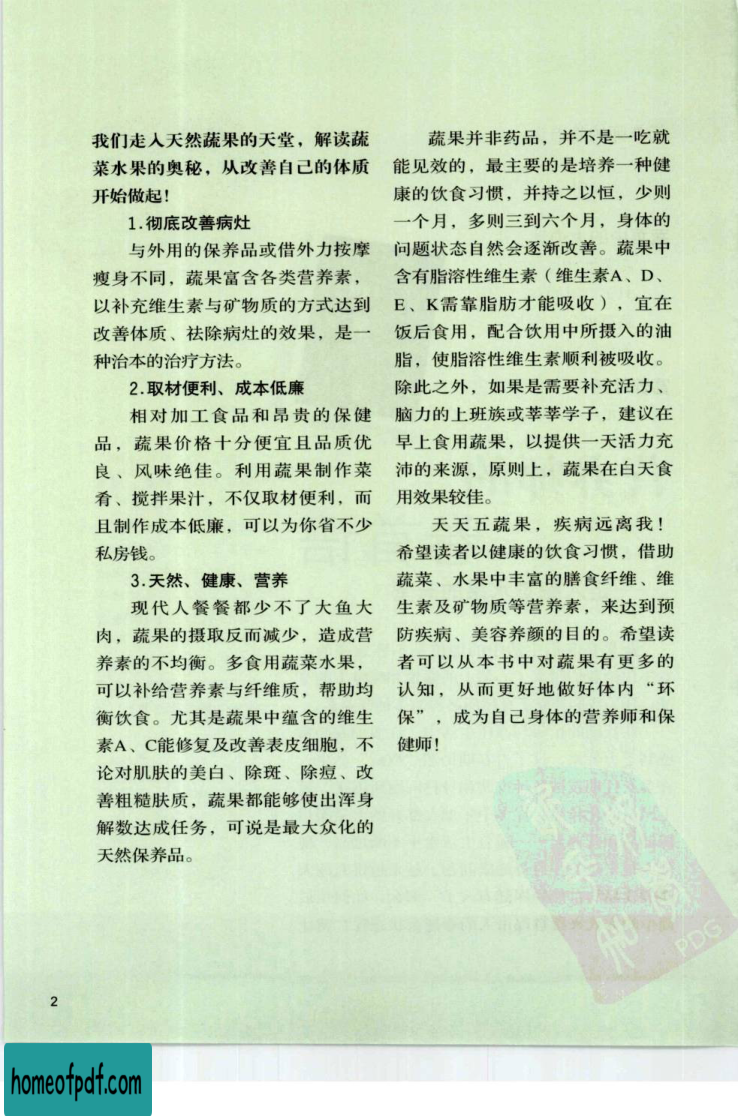 我们走入天然蔬果的天堂，解读蔬
菜水果的奥秘，从改善自己的体质
开始做起！
1.彻底改善病灶
与外用的保养品或借外力按摩
瘦身不同，蔬果富含各类营养素，
以补充维生素与矿物质的方式达到
改善体质、祛除病灶的效果，是一
种治本的治疗方法。
2.取材便利、成本低廉
相对加工食品和昂贵的保健
品，蔬果价格十分便宜且品质优
良、风味绝佳。利用蔬果制作菜
肴、搅拌果汁，不仅取材便利，而
且制作成本低廉，可以为你省不少
私房钱。
3.天然、健康、营养
现代人餐餐都少不了大鱼大
肉，蔬果的摄取反而减少，造成营
养素的不均衡。多食用蔬菜水果，
可以补给营养素与纤维质，帮助均
衡饮食。尤其是蔬果中蕴含的维生
素A、C能修复及改善表皮细胞，不
论对肌肤的美白、除斑、除痘、改
善粗糙肤质，蔬果都能够使出浑身
解数达成任务，可说是最大众化的
天然保养品。
蔬果并非药品，并不是一吃就
能见效的，最主要的是培养一种健
康的饮食习惯，并持之以恒，少则
一个月，多则三到六个月，身体的
问题状态自然会逐渐改善。蔬果中
含有脂溶性维生素（维生素A、D、
E、K需靠脂肪才能吸收），宜在
饭后食用，配合饮用中所摄入的油
脂，使脂溶性维生素顺利被吸收。
除此之外，如果是需要补充活力、
脑力的上班族或莘莘学子，建议在
早上食用蔬果，以提供一天活力充
沛的来源，原则上，蔬果在白天食
用效果较佳。
天天五蔬果，疾病远离我！
希望读者以健康的饮食习惯，借助
蔬菜、水果中丰富的膳食纤维、维
生素及矿物质等营养素，来达到预
防疾病、美容养颜的目的。希望读
者可以从本书中对蔬果有更多的
认知，从而更好地做好体内“环
保”，成为自己身体的营养师和保
健师！
PDG
2
homeofpdf.com